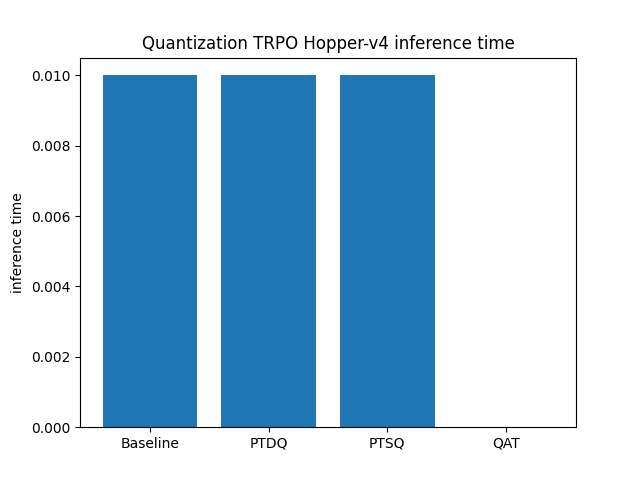 Quantization TRPO Hopper-v4 inference time
0.010
0.008
0.006
0.004
0.002
0.000
inference time
Baseline PTDQ PTSQ QAT